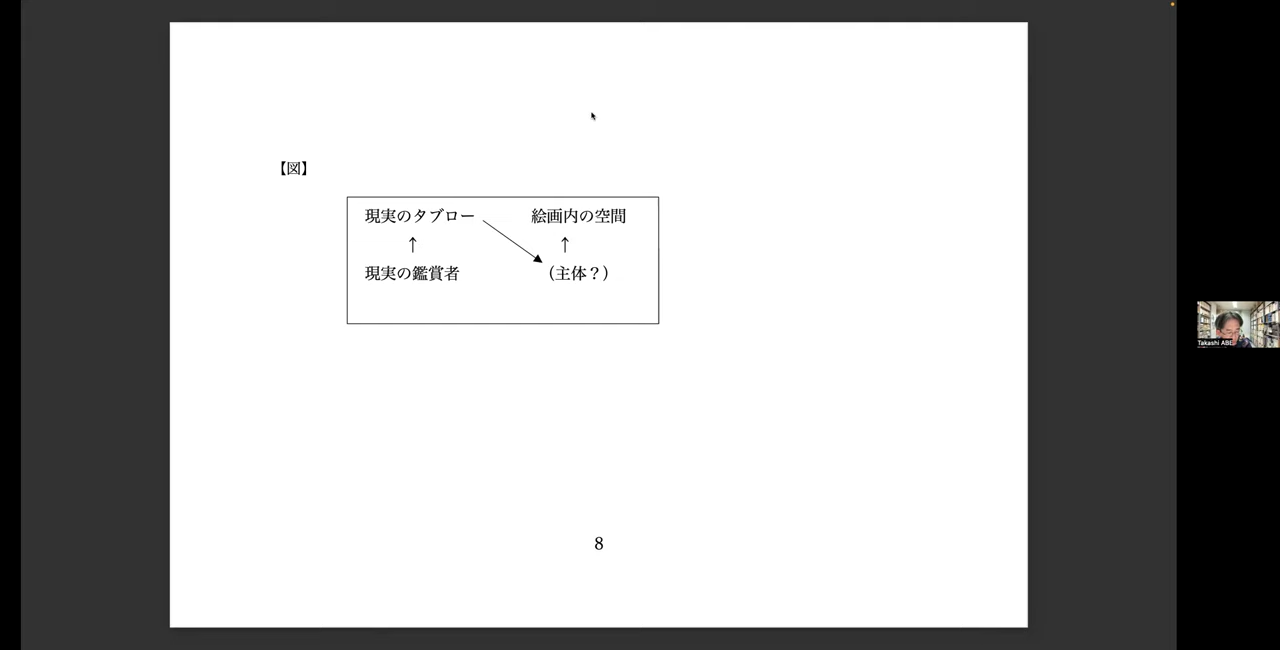 【図】
現実のタブロー 絵画内の空間
↑ ↑
現実の鑑賞者 (主体？)
8
Takashi ABE